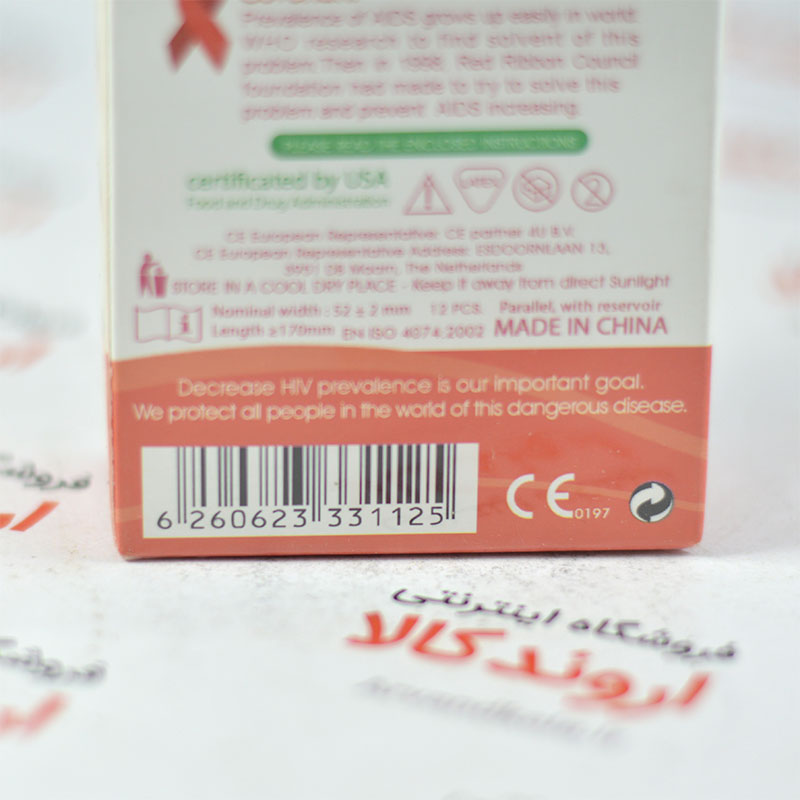 Prevalence of AIDS grows up easily in world.
WHO research to find solvent of this
problem.Then in 1998, Red Ribbon Council
foundation had made to try to solve this
problem and prevent AIDS increasing.
PLEASE READ THE ENCLOSED INSTRUCTIONS
certificated by USA
Food and Drug Administration
LATEX
2
CE European Representative: CE partner 4U B.V.
CE European Representative Address: ESDOORNLAAN 13,
3951 DB Maarn, The Netherlands
STORE IN A COOL DRY PLACE - Keep it away from direct Sunlight
Nominal width : 52 ± 2 mm 12 PCS. Parallel, with reservoir
Length ≥170mm EN ISO 4074:2002 MADE IN CHINA
Decrease HIV prevalence is our important goal.
We protect all people in the world of this dangerous disease.
6 260623 331125
CE 0197
فروشگاه اینترنتی
اروند کالا